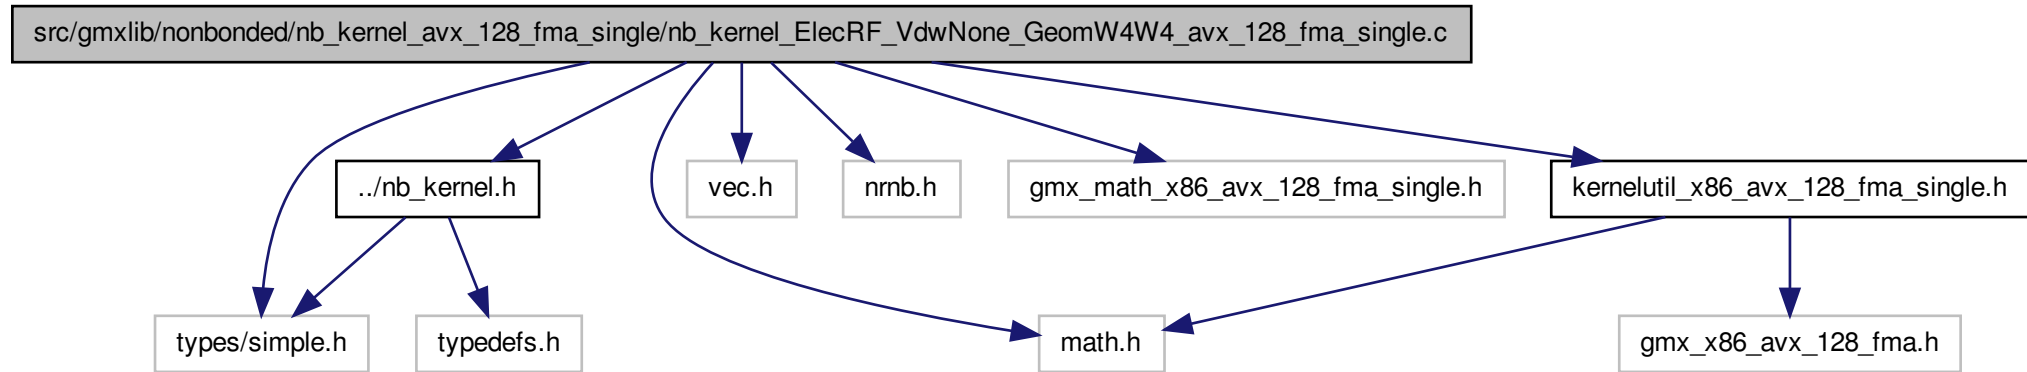 src/gmxlib/nonbonded/nb_kernel_avx_128_fma_single/nb_kernel_ElecRF_VdwNone_GeomW4W4_avx_128_fma_single.c
../nb_kernel.h
vec.h
nrnb.h
gmx_math_x86_avx_128_fma_single.h
kernelutil_x86_avx_128_fma_single.h
types/simple.h
typedefs.h
math.h
gmx_x86_avx_128_fma.h